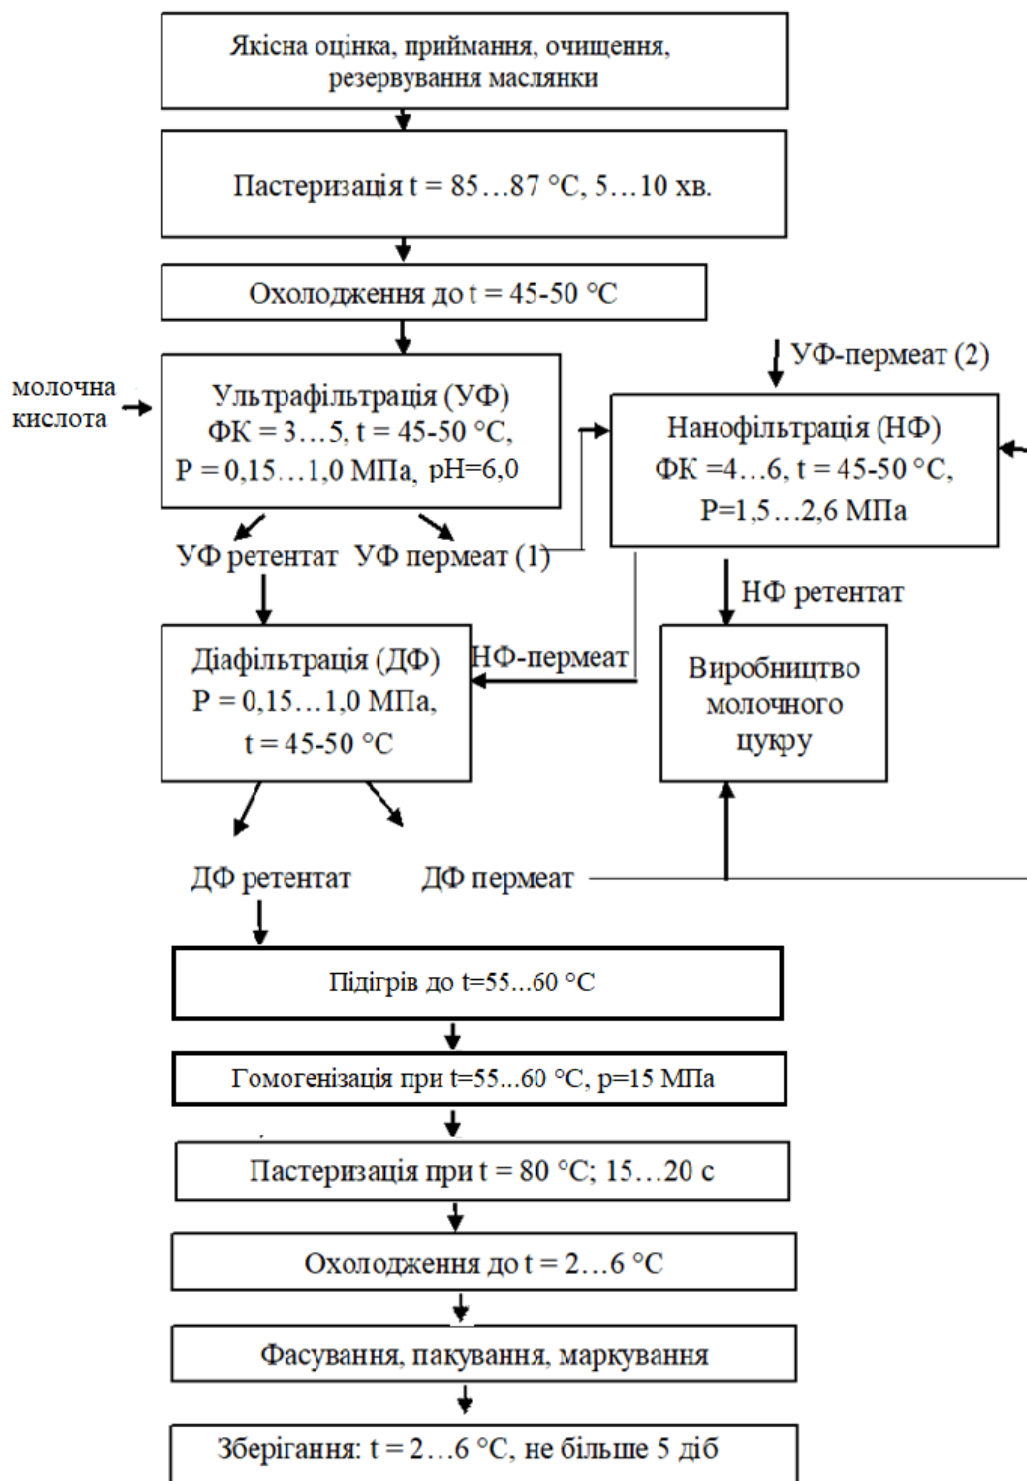 Якісна оцінка, приймання, очищення,
резервування маслянки
Пастеризація t = 85…87 °C, 5…10 хв.
Охолодження до t = 45-50 °C
молочна
кислота
Ультрафільтрація (УФ)
ФК = 3…5, t = 45-50 °C,
P = 0,15…1,0 МПа, pH=6,0
УФ-пермеат (2)
Нанофільтрація (НФ)
ФК =4…6, t = 45-50 °C,
P=1,5…2,6 МПа
УФ ретентат
УФ пермеат (1)
НФ ретентат
Діафільтрація (ДФ)
P = 0,15…1,0 МПа,
t = 45-50 °C
НФ-пермеат
Виробництво
молочного
цукру
ДФ ретентат
ДФ пермеат
Підігрів до t=55...60 °C
Гомогенізація при t=55...60 °C, p=15 МПа
Пастеризація при t = 80 °C; 15…20 с
Охолодження до t = 2…6 °C
Фасування, пакування, маркування
Зберігання: t = 2…6 °C, не більше 5 діб